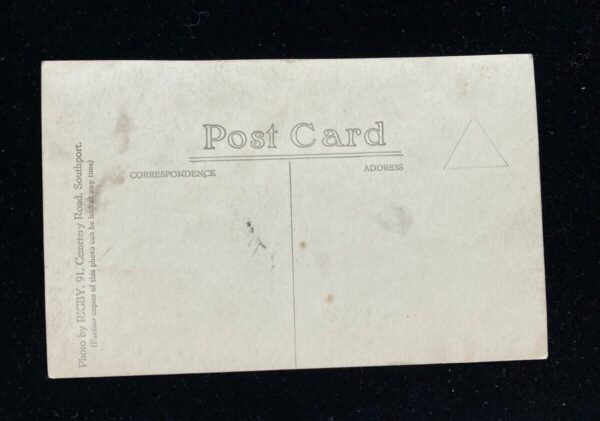 Post Card
CORRESPONDENCE
ADDRESS
Photo by RIGBY, 91, Cemetery Road, Southport.
(Further copies of this photo can be had at any time)